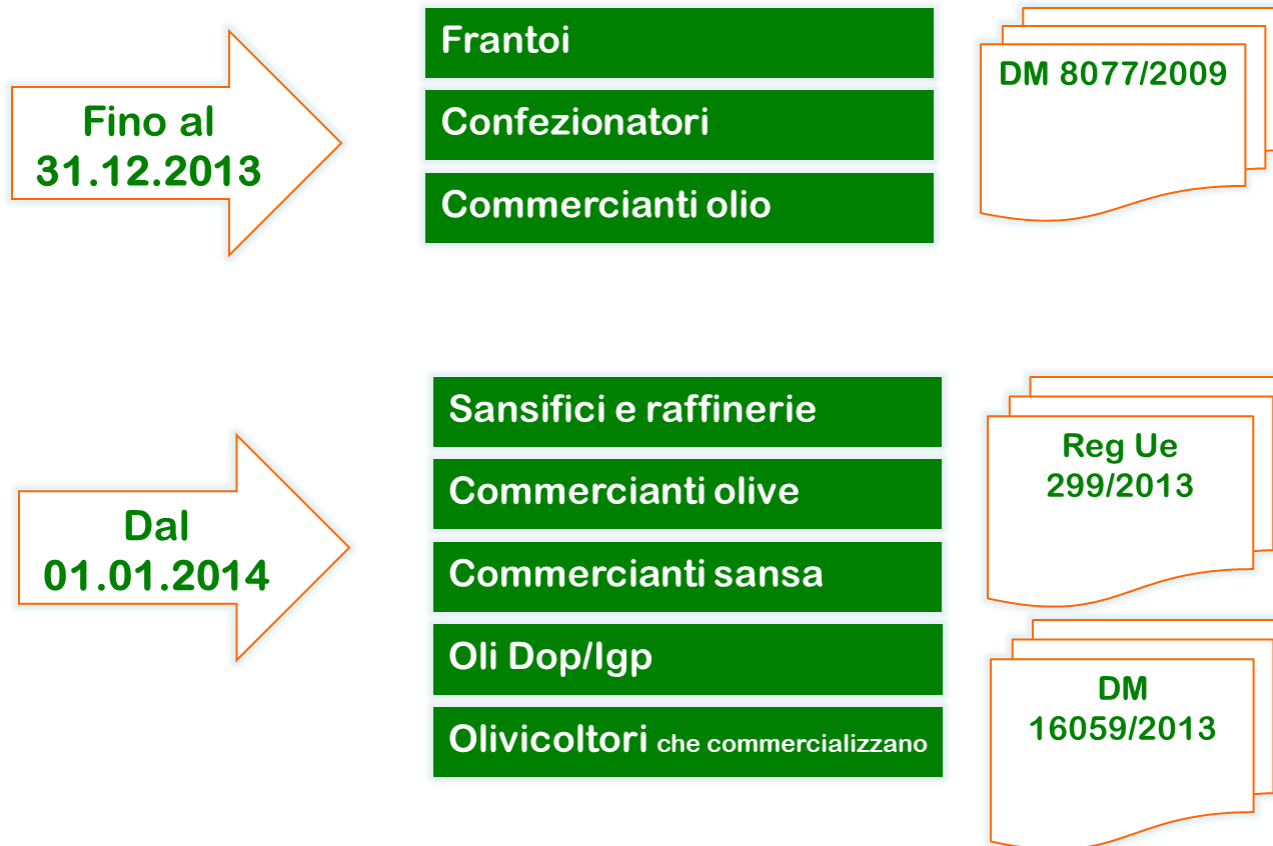 Fino al
31.12.2013
Frantoi
Confezionatori
Commercianti olio
DM 8077/2009
Dal
01.01.2014
Sansifici e raffinerie
Commercianti olive
Commercianti sansa
Oli Dop/Igp
Olivicoltori che commercializzano
Reg Ue
299/2013
DM
16059/2013